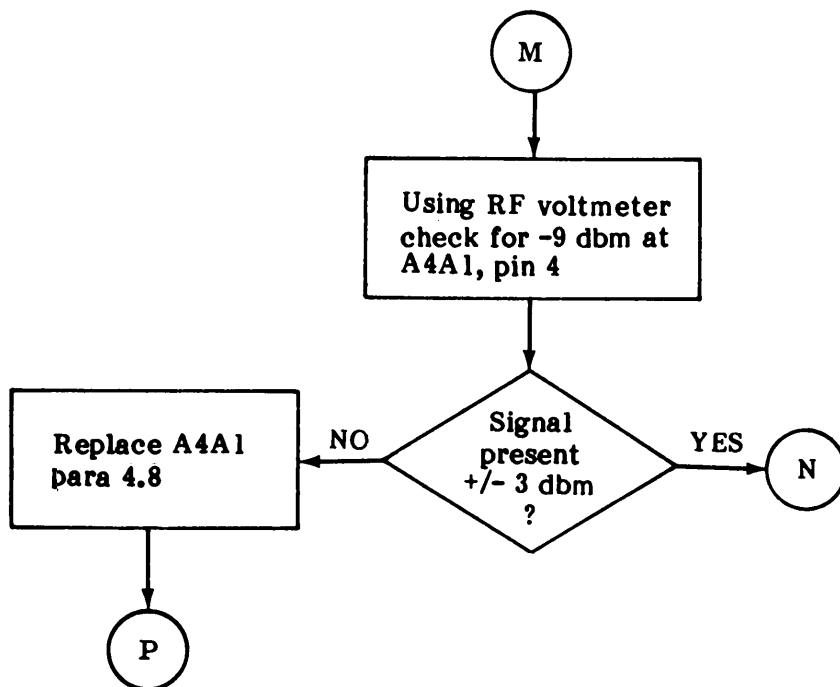 M
Using RF voltmeter
check for -9 dbm at
A4A1, pin 4
Signal
present
+/- 3 dbm
?
NO
YES
Replace A4A1
para 4.8
N
P